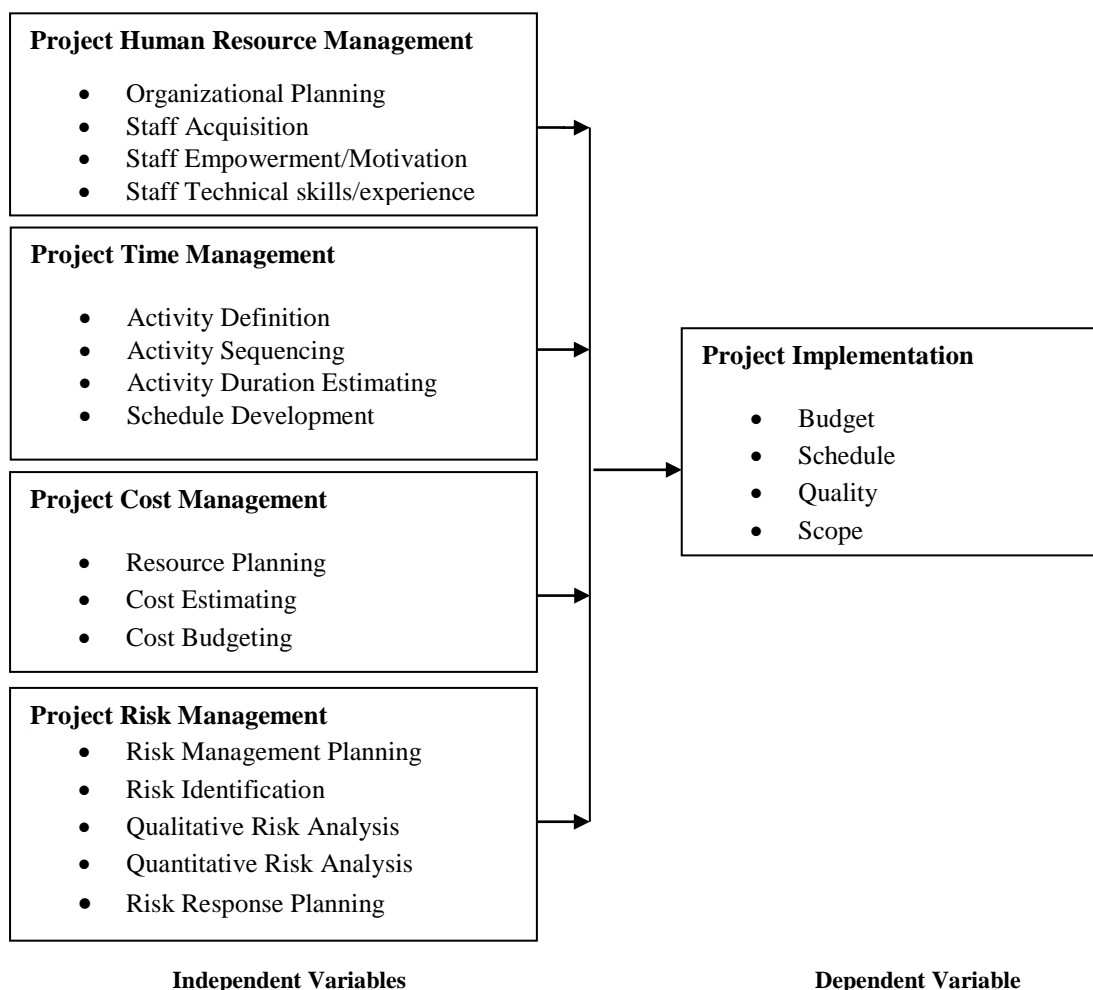 Project Human Resource Management
• Organizational Planning
• Staff Acquisition
• Staff Empowerment/Motivation
• Staff Technical skills/experience
Project Time Management
• Activity Definition
• Activity Sequencing
• Activity Duration Estimating
• Schedule Development
Project Cost Management
• Resource Planning
• Cost Estimating
• Cost Budgeting
Project Risk Management
• Risk Management Planning
• Risk Identification
• Qualitative Risk Analysis
• Quantitative Risk Analysis
• Risk Response Planning
Project Implementation
• Budget
• Schedule
• Quality
• Scope
Independent Variables
Dependent Variable